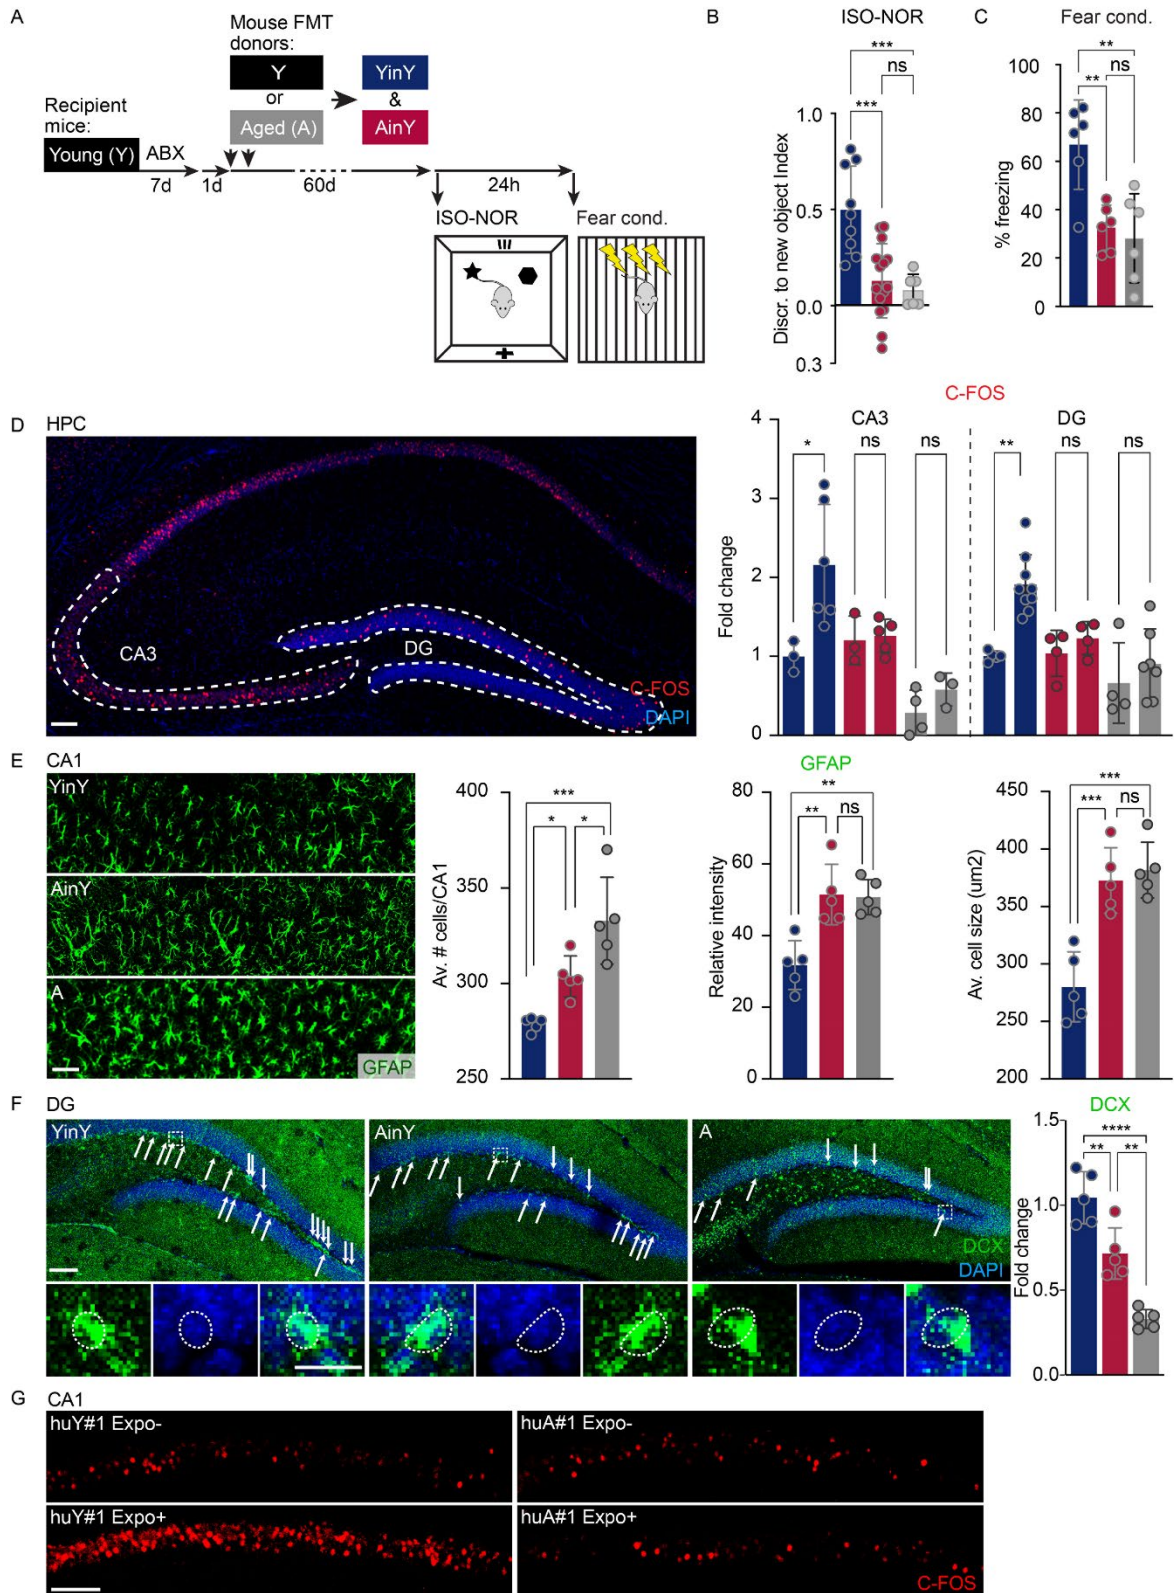 A
Mouse FMT
donors:
Y
or
Aged (A)
YinY
&
AinY
Recipient
mice:
Young (Y)
ABX
7d
1d
60d
24h
ISO-NOR
Fear cond.
B
ISO-NOR
***
ns
***
1.0
0.5
0.0
0.3
Discr. to new object Index
C
Fear cond.
**
** ns
100
80
60
40
20
0
% freezing
D HPC
CA3
DG
C-FOS
DAPI
C-FOS
CA3 DG
* ns ns ** ns ns
4
3
2
1
0
Fold change
E CA1
YinY
AinY
A
GFAP
400
350
300
250
Av. # cells/CA1
***
* *
GFAP
80
60
40
20
0
Relative intensity
**
** ns
450
400
350
300
250
200
Av. cell size (um2)
***
*** ns
F DG
YinY
AinY
A
DCX
DAPI
DCX
1.5
1.0
0.5
0.0
Fold change
****
** **
G CA1
huY#1 Expo-
huA#1 Expo-
huY#1 Expo+
huA#1 Expo+
C-FOS